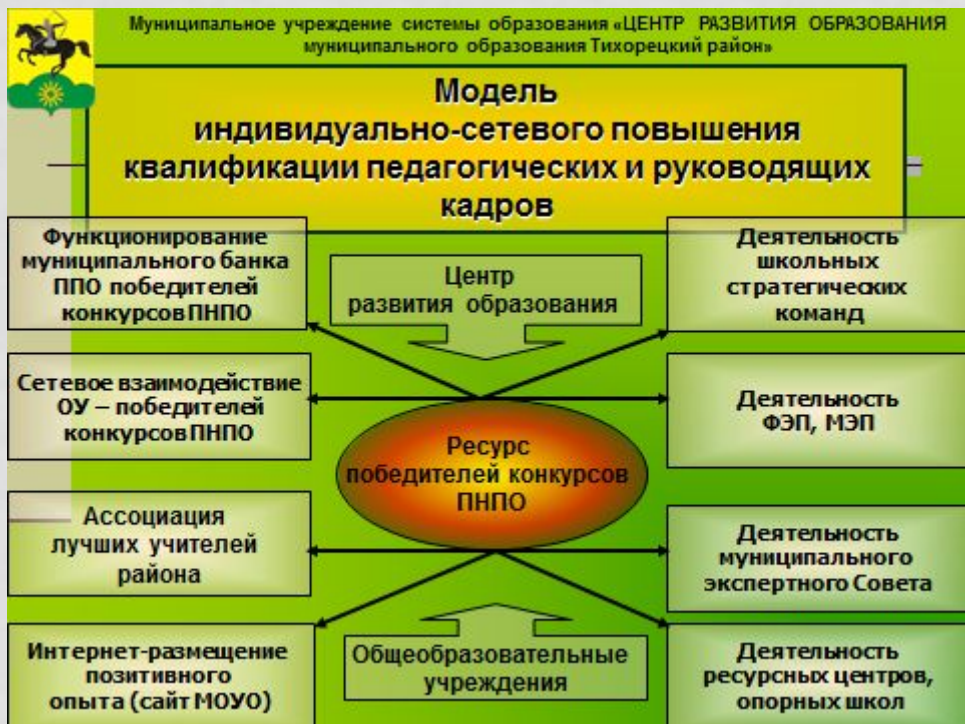 Муниципальное учреждение системы образования «ЦЕНТР РАЗВИТИЯ ОБРАЗОВАНИЯ
муниципального образования Тихорецкий район»
Модель
индивидуально-сетевого повышения
квалификации педагогических и руководящих
кадров
Функционирование
муниципального банка
ППО победителей
конкурсов ПНПО
Центр
развития образования
Деятельность
школьных
стратегических
команд
Сетевое взаимодействие
ОУ – победителей
конкурсов ПНПО
Деятельность
ФЭП, МЭП
Ресурс
победителей конкурсов
ПНПО
Ассоциация
лучших учителей
района
Деятельность
муниципального
экспертного Совета
Интернет-размещение
позитивного
опыта (сайт МОУО)
Общеобразовательные
учреждения
Деятельность
ресурсных центров,
опорных школ